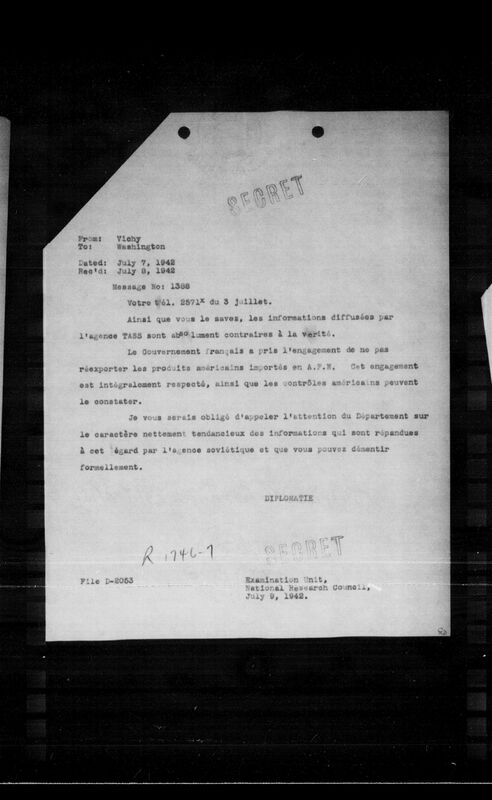 SECRET
From: Vichy
To: Washington
Dated: July 7, 1942
Rec'd: July 8, 1942
Message No: 1388
Votre tél. 2571x du 3 juillet.
Ainsi que vous le savez, les informations diffusées par
l'agence TASS sont absolument contraires à la verité.
Le Gouvernement français a pris l'engagement de ne pas
réexporter les produits américains importés en A.F.N. Cet engagement
est intégralement respecté, ainsi que les contrôles américains peuvent
le constater.
Je vous serais obligé d'appeler l'attention du Département sur
le caractère nettement tendancieux des informations qui sont répandues
à cet égard par l'agence soviétique et que vous pouvez démentir
formellement.
DIPLOMATIE
R 1746-7
SECRET
File D-2053
Examination Unit,
National Research Council,
July 9, 1942.